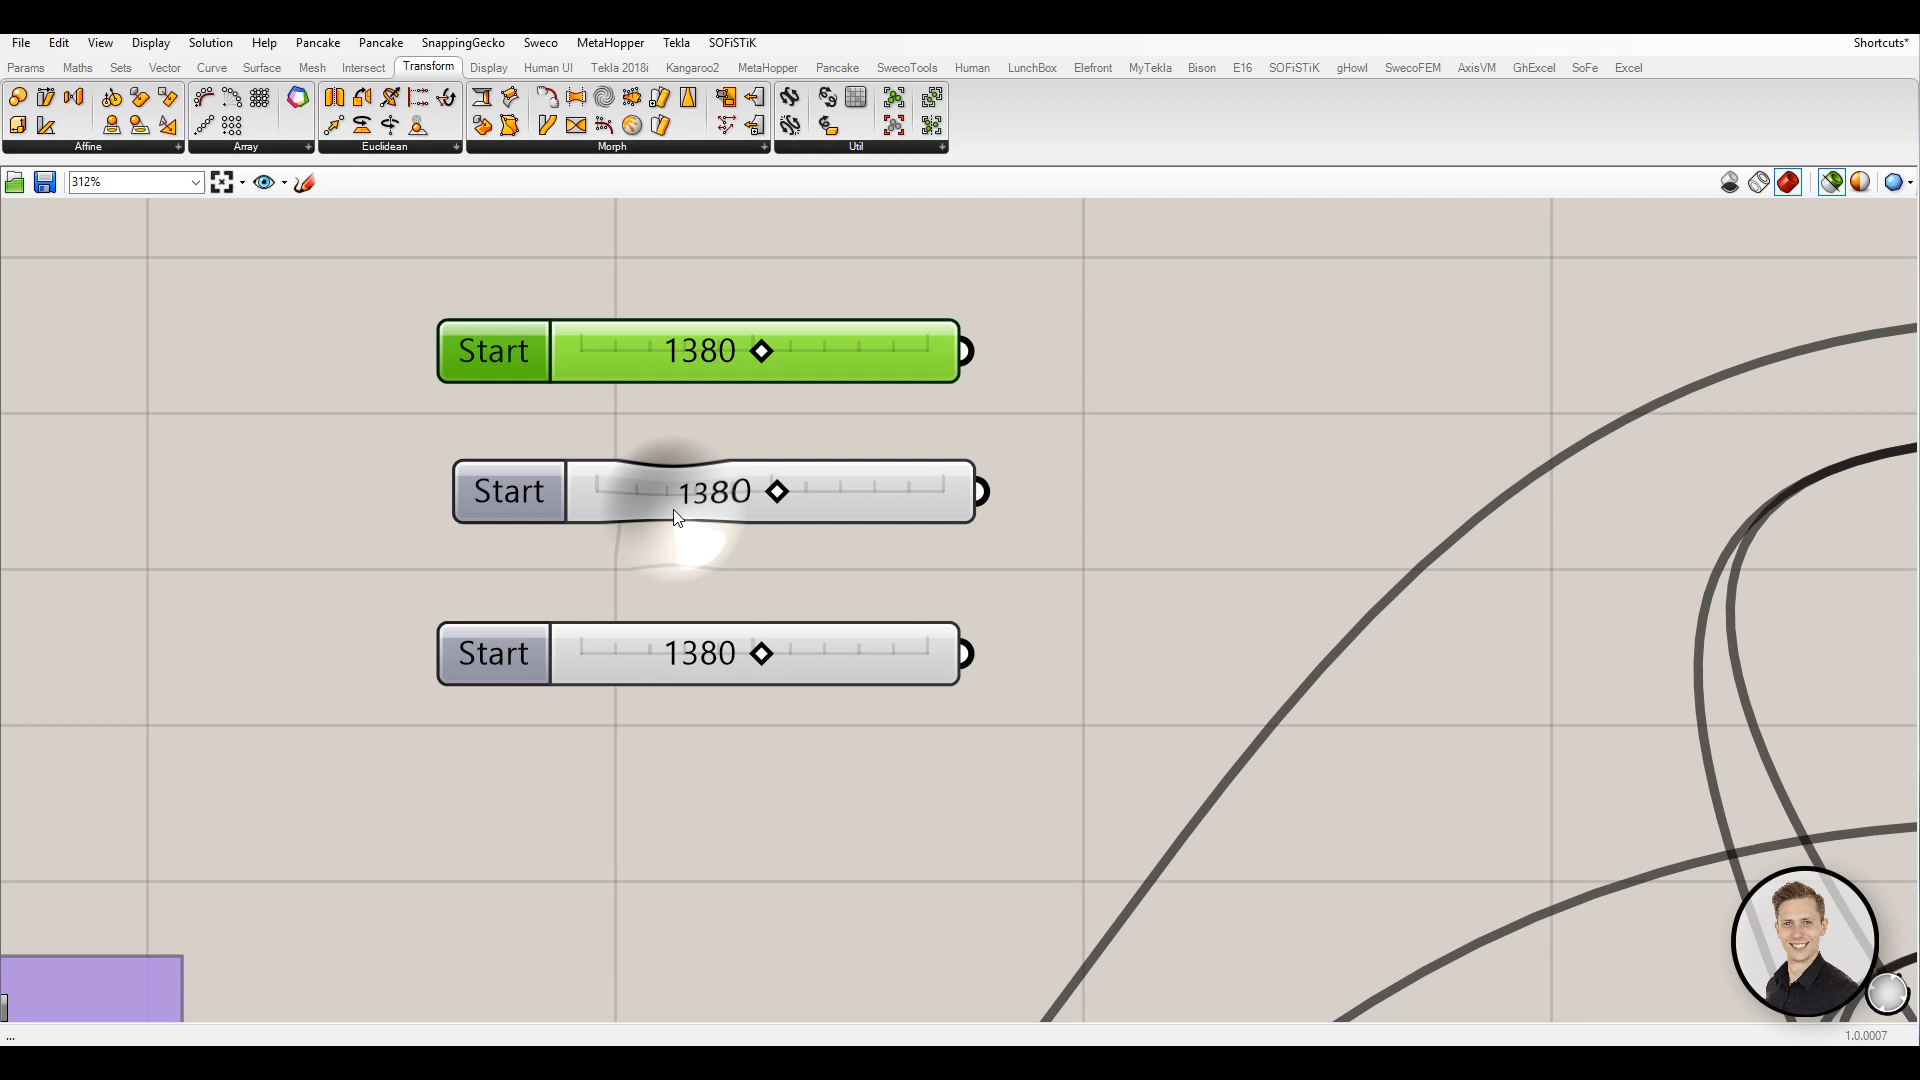 File Edit View Display Solution Help Pancake Pancake SnappingGecko Sweco MetaHopper Tekla SOFiSTiK Shortcuts*
Params Maths Sets Vector Curve Surface Mesh Intersect Transform Display Human UI Tekla 2018i Kangaroo2 MetaHopper Pancake SwecoTools Human LunchBox Elefront MyTekla Bison E16 SOFiSTiK gHowl SwecoFEM AxisVM GhExcel SoFe Excel
Affine Array Euclidean Morph Util
312%
Start 1380
Start 1380
Start 1380
... 1.0.0007